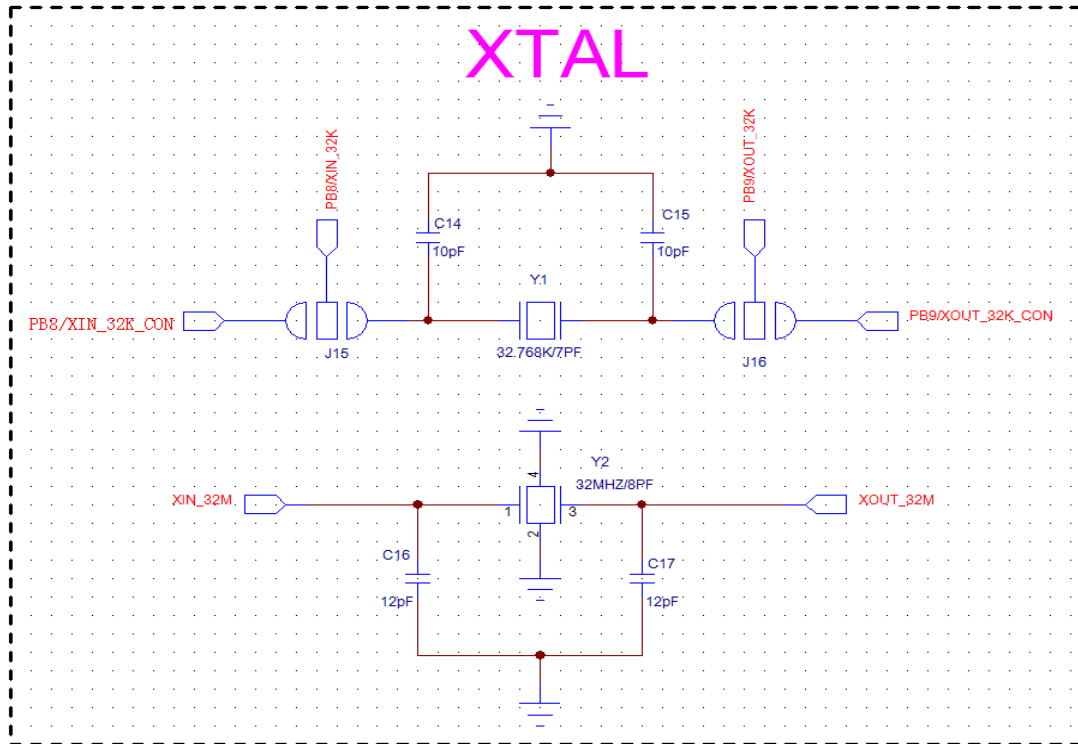 XTAL
PB8/XIN_32K
PB9/XOUT_32K
C14
10pF
C15
10pF
Y1
PB8/XIN_32K_CON
PB9/XOUT_32K_CON
J15
32.768K/7PF
J16
Y2
32MHZ/8PF
4
XIN_32M
XOUT_32M
1
3
2
C16
C17
12pF
12pF